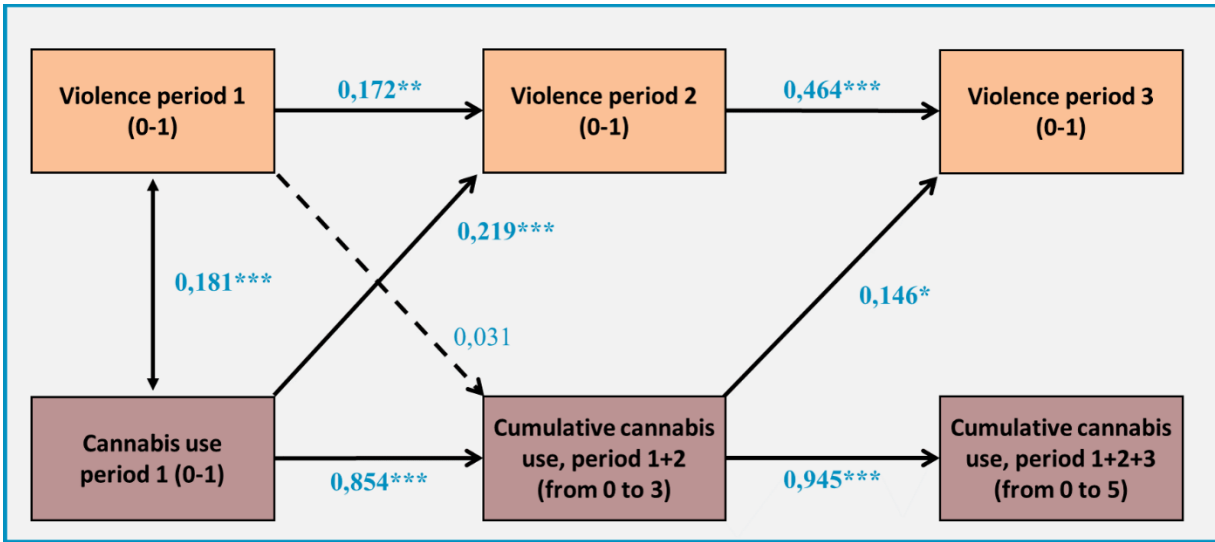 Violence period 1
(0-1)
0,172**
Violence period 2
(0-1)
0,464***
Violence period 3
(0-1)
0,181***
0,219***
0,031
0,146*
Cannabis use
period 1 (0-1)
0,854***
Cumulative cannabis
use, period 1+2
(from 0 to 3)
0,945***
Cumulative cannabis
use, period 1+2+3
(from 0 to 5)